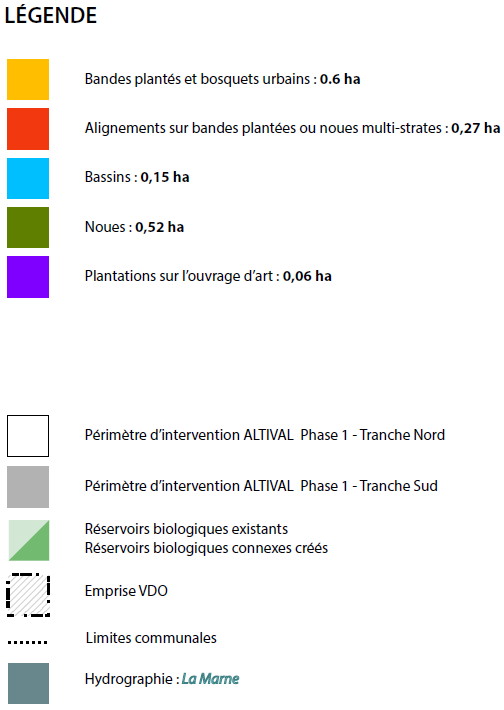 LÉGENDE
Bandes plantés et bosquets urbains : 0.6 ha
Alignements sur bandes plantées ou noues multi-strates : 0,27 ha
Bassins : 0,15 ha
Noues : 0,52 ha
Plantations sur l'ouvrage d'art : 0,06 ha
Périmètre d'intervention ALTIVAL Phase 1 - Tranche Nord
Périmètre d'intervention ALTIVAL Phase 1 - Tranche Sud
Réservoirs biologiques existants
Réservoirs biologiques connexes créés
Emprise VDO
Limites communales
Hydrographie : La Marne